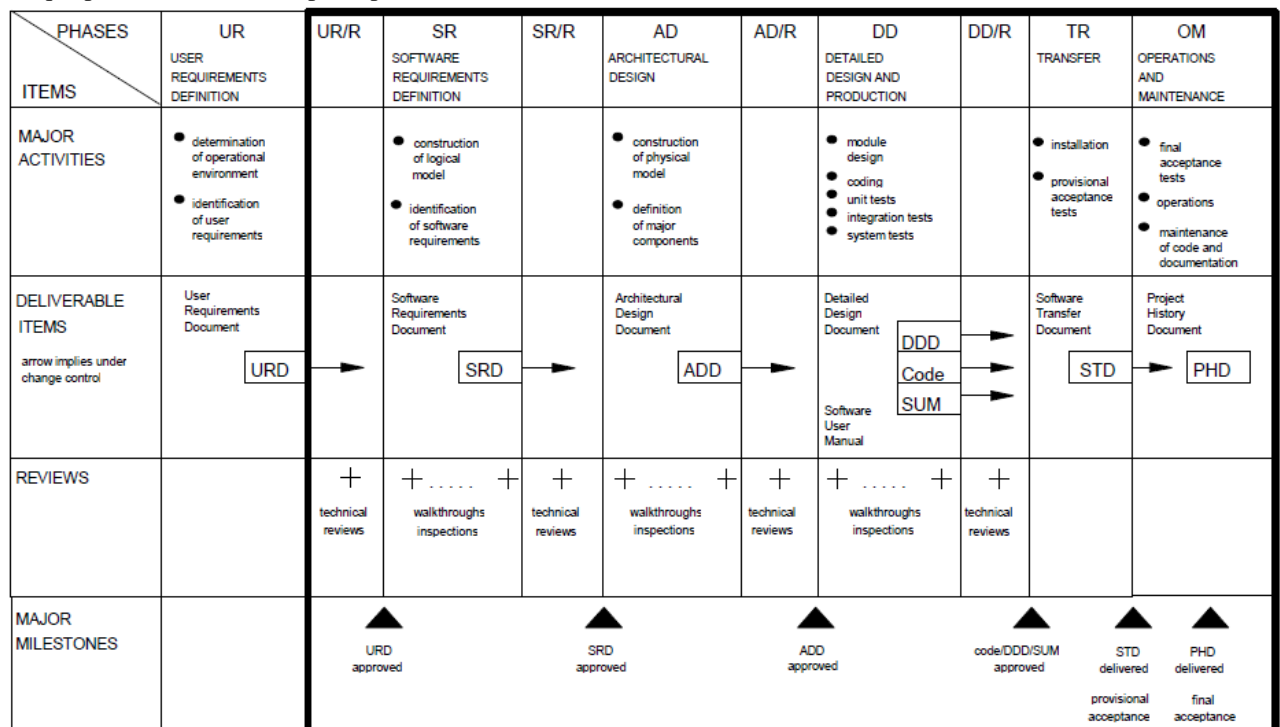 PHASES
ITEMS
UR
USER
REQUIREMENTS
DEFINITION
UR/R
SR
SOFTWARE
REQUIREMENTS
DEFINITION
SR/R
AD
ARCHITECTURAL
DESIGN
AD/R
DD
DETAILED
DESIGN AND
PRODUCTION
DD/R
TR
TRANSFER
OM
OPERATIONS
AND
MAINTENANCE
MAJOR
ACTIVITIES
● determination
of operational
environment
● identification
of user
requirements
● construction
of logical
model
● identification
of software
requirements
● construction
of physical
model
● definition
of major
components
● module
design
● coding
● unit tests
● integration tests
● system tests
● installation
● provisional
acceptance
tests
● final
acceptance
tests
● operations
● maintenance
of code and
documentation
DELIVERABLE
ITEMS
arrow implies under
change control
User
Requirements
Document
URD
Software
Requirements
Document
SRD
Architectural
Design
Document
ADD
Detailed
Design
Document
DDD
Code
SUM
Software
User
Manual
Software
Transfer
Document
STD
Project
History
Document
PHD
REVIEWS
+
technical
reviews
+ ..... +
walkthroughs
inspections
+
technical
reviews
+ ..... +
walkthroughs
inspections
+
technical
reviews
+ ..... +
walkthroughs
inspections
+
technical
reviews
MAJOR
MILESTONES
URD
approved
SRD
approved
ADD
approved
code/DDD/SUM
approved
STD
delivered
provisional
acceptance
PHD
delivered
final
acceptance